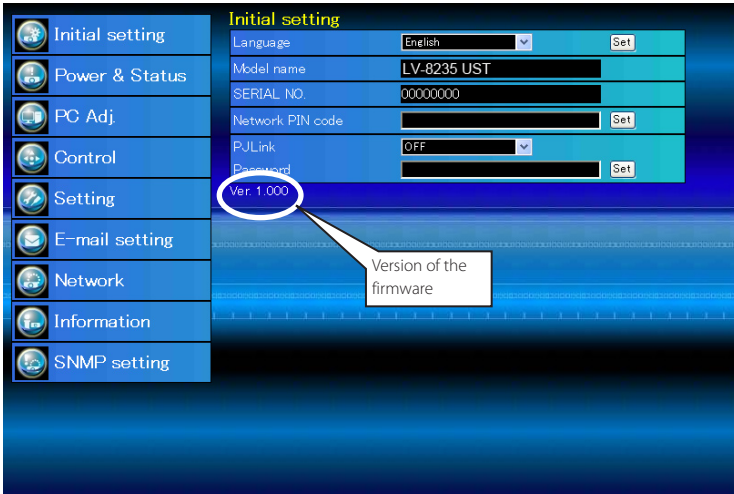 Initial setting
Power & Status
PC Adj.
Control
Setting
E-mail setting
Network
Information
SNMP setting
Initial setting
Language English Set
Model name LV-8235 UST
SERIAL NO. 00000000
Network PIN code Set
PJLink OFF
Password Set
Ver. 1.000
Version of the
firmware